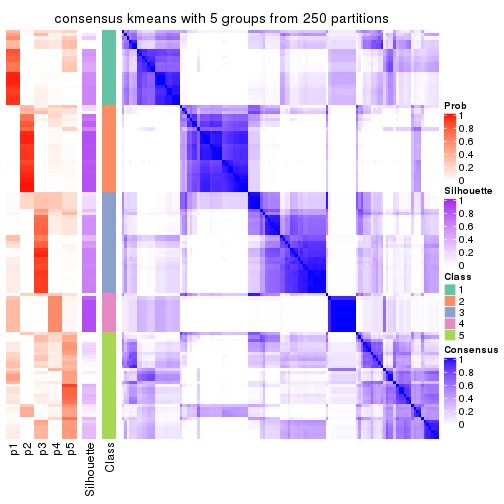 consensus kmeans with 5 groups from 250 partitions
Prob
1
0.8
0.6
0.4
0.2
0
Silhouette
1
0.8
0.6
0.4
0.2
0
Class
1
2
3
4
5
Consensus
1
0.8
0.6
0.4
0.2
0
p1
p2
p3
p4
p5
Silhouette
Class